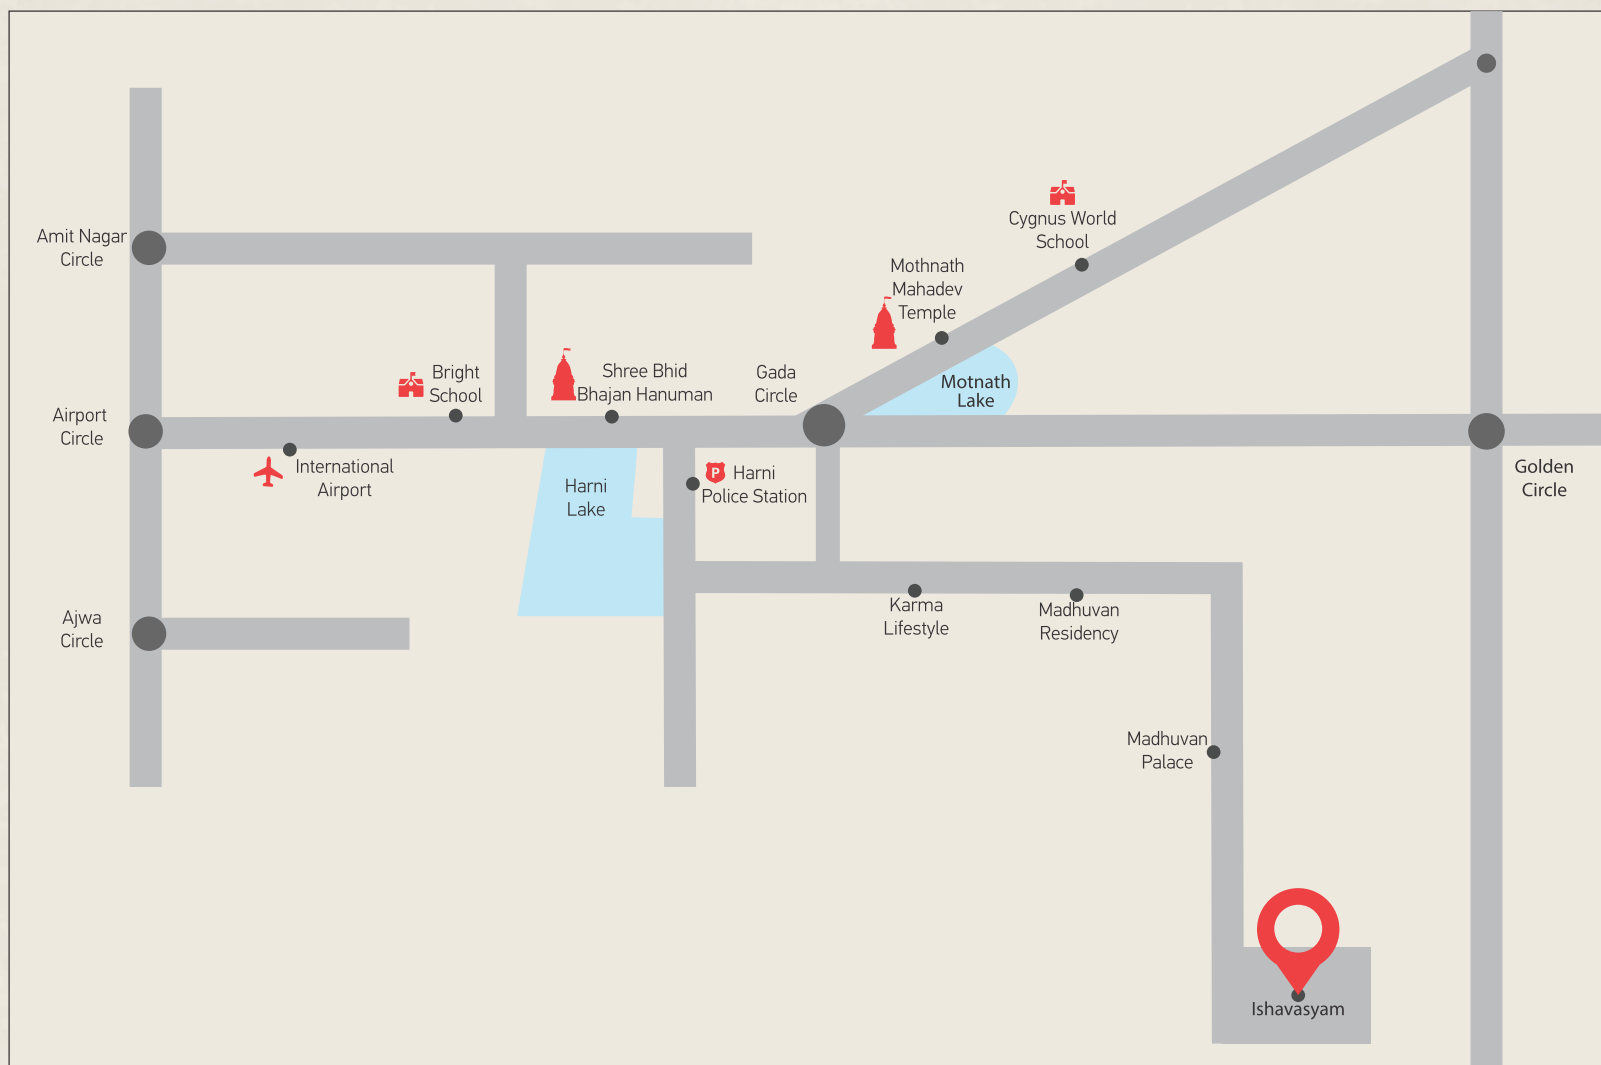 Cygnus World
School
Amit Nagar
Circle
Mothnath
Mahadev
Temple
Bright
School
Shree Bhid
Bhajan Hanuman
Gada
Circle
Motnath
Lake
Airport
Circle
International
Airport
Harni
Lake
P
Harni
Police Station
Golden
Circle
Ajwa
Circle
Karma
Lifestyle
Madhuvan
Residency
Madhuvan
Palace
Ishavasyam